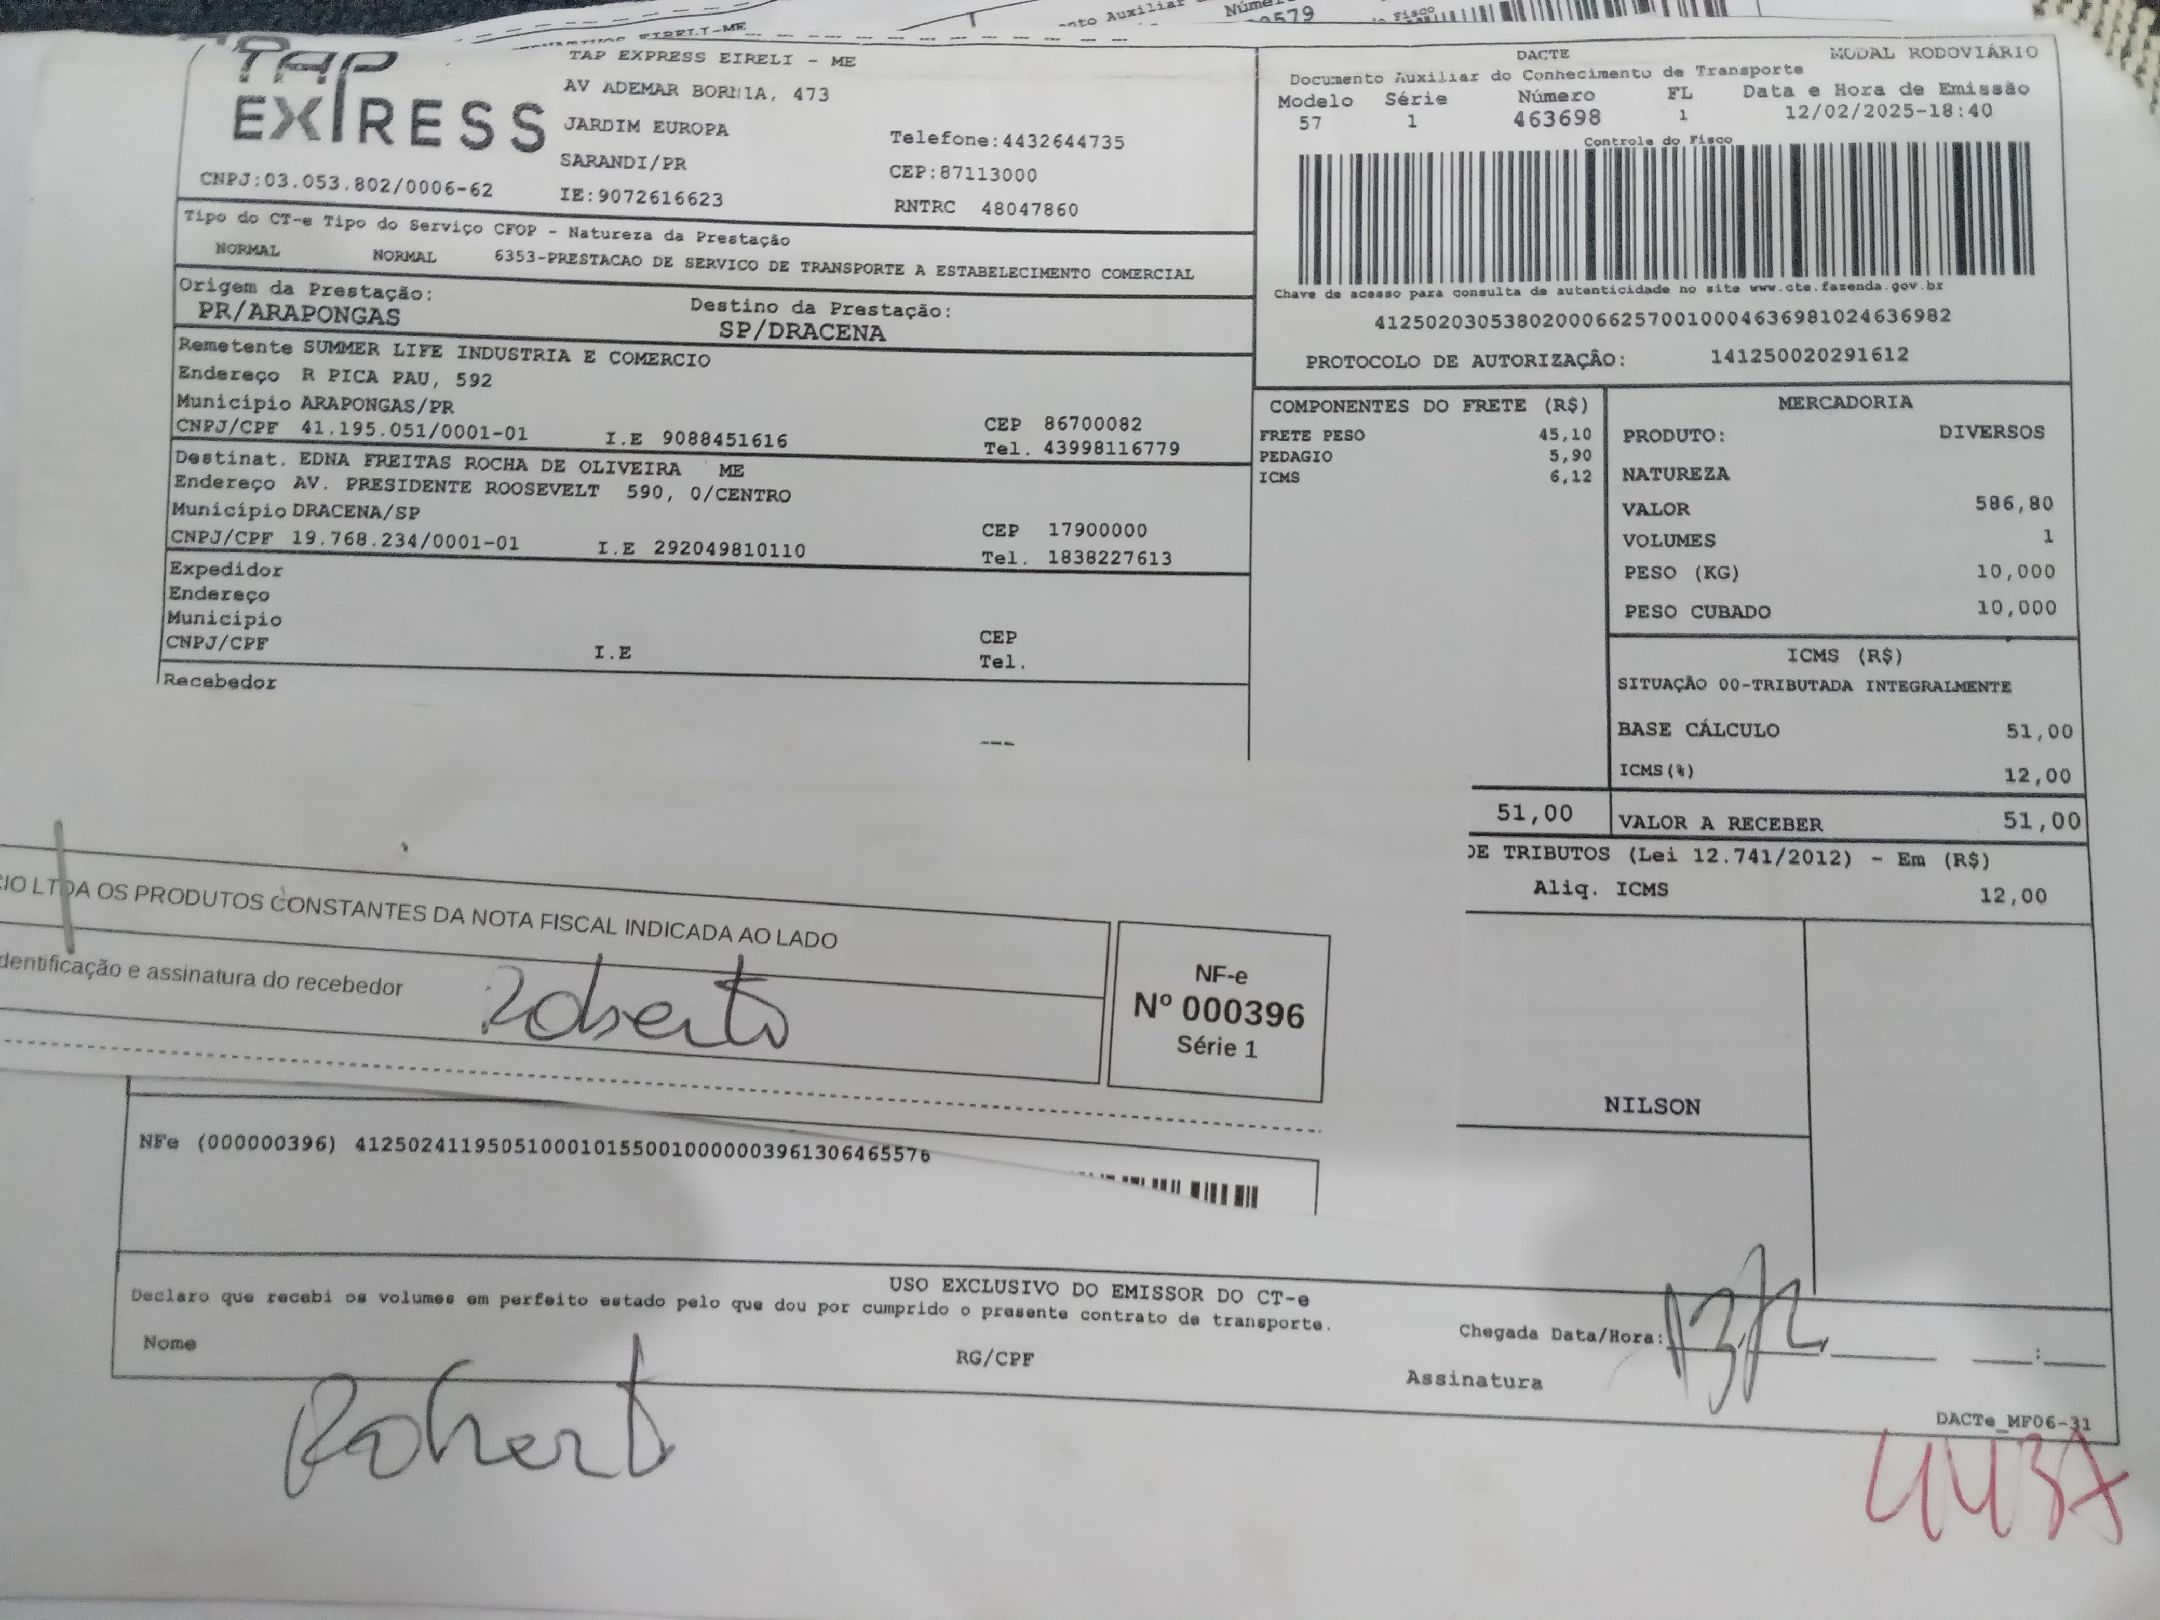 TAP EXPRESS
TAP EXPRESS EIRELI - ME
AV ADEMAR BORNIA, 473
JARDIM EUROPA
Telefone:4432644735
SARANDI/PR
CEP:87113000
CNPJ:03.053.802/0006-62
IE:9072616623
RNTRC 48047860
DACTE
MODAL RODOVIÁRIO
Documento Auxiliar do Conhecimento de Transporte
Modelo Série Número FL Data e Hora de Emissão
57 1 463698 1 12/02/2025-18:40
Controle do Fisco
Chave de acesso para consulta de autenticidade no site www.cte.fazenda.gov.br
41250203053802000662570010004636981024636982
PROTOCOLO DE AUTORIZAÇÂO: 141250020291612
Tipo do CT-e Tipo do Serviço CFOP - Natureza da Prestação
NORMAL NORMAL 6353-PRESTACAO DE SERVICO DE TRANSPORTE A ESTABELECIMENTO COMERCIAL
Origem da Prestação: Destino da Prestação:
PR/ARAPONGAS SP/DRACENA
Remetente SUMMER LIFE INDUSTRIA E COMERCIO
Endereço R PICA PAU, 592
Município ARAPONGAS/PR CEP 86700082
CNPJ/CPF 41.195.051/0001-01 I.E 9088451616 Tel. 43998116779
Destinat. EDNA FREITAS ROCHA DE OLIVEIRA ME
Endereço AV. PRESIDENTE ROOSEVELT 590, 0/CENTRO
Município DRACENA/SP CEP 17900000
CNPJ/CPF 19.768.234/0001-01 I.E 292049810110 Tel. 1838227613
Expedidor
Endereço
Município CEP
CNPJ/CPF I.E Tel.
Recebedor
COMPONENTES DO FRETE (R$)
FRETE PESO 45,10
PEDAGIO 5,90
ICMS 6,12
MERCADORIA
PRODUTO: DIVERSOS
NATUREZA
VALOR 586,80
VOLUMES 1
PESO (KG) 10,000
PESO CUBADO 10,000
ICMS (R$)
SITUAÇÃO 00-TRIBUTADA INTEGRALMENTE
BASE CÁLCULO 51,00
ICMS(%) 12,00
51,00 VALOR A RECEBER 51,00
DE TRIBUTOS (Lei 12.741/2012) - Em (R$)
Aliq. ICMS 12,00
CIO LTDA OS PRODUTOS CONSTANTES DA NOTA FISCAL INDICADA AO LADO
dentificação e assinatura do recebedor
Roberto
NF-e
Nº 000396
Série 1
NILSON
NFe (000000396) 41250241195051000101550010000003961306465576
USO EXCLUSIVO DO EMISSOR DO CT-e
Declaro que recebi os volumes em perfeito estado pelo que dou por cumprido o presente contrato de transporte.
Nome RG/CPF Chegada Data/Hora: 13/2
Assinatura
Roberto
DACTe_MF06-31
4437